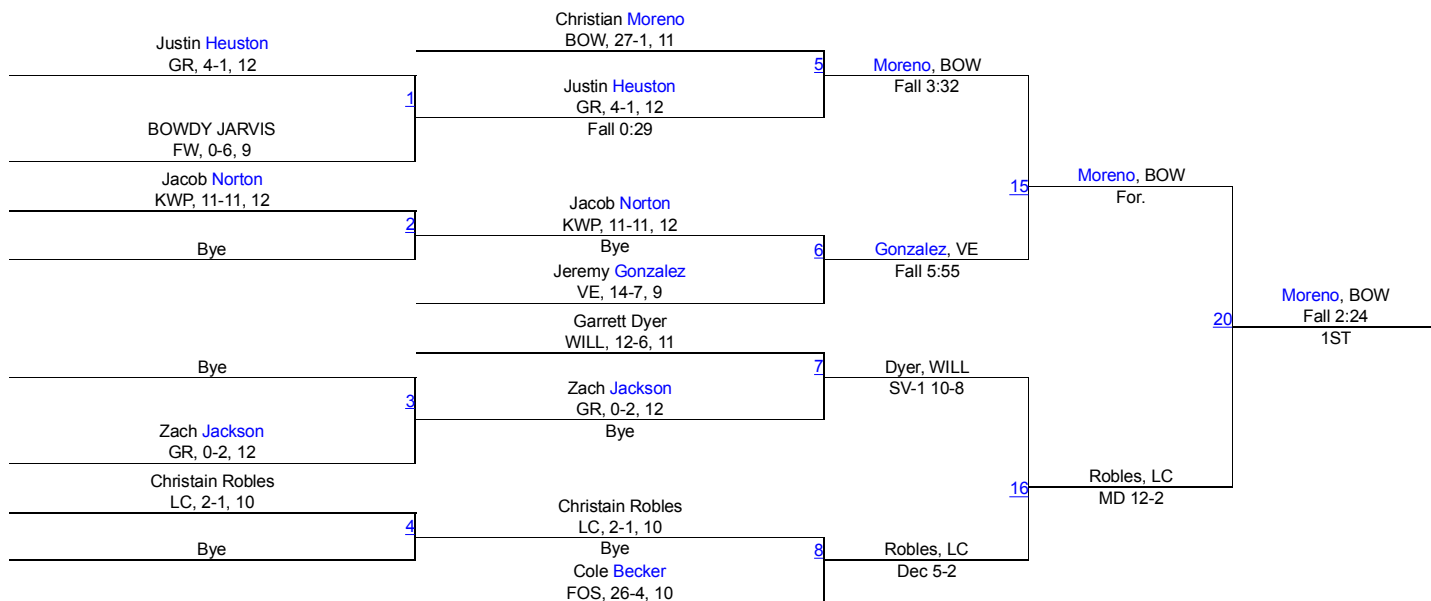 Justin Heuston
GR, 4-1, 12
1
BOWDY JARVIS
FW, 0-6, 9
Jacob Norton
KWP, 11-11, 12
2
Bye
Bye
3
Zach Jackson
GR, 0-2, 12
Christain Robles
LC, 2-1, 10
4
Bye
Christian Moreno
BOW, 27-1, 11
5
Justin Heuston
GR, 4-1, 12
Fall 0:29
Jacob Norton
KWP, 11-11, 12
Bye
6
Jeremy Gonzalez
VE, 14-7, 9
Garrett Dyer
WILL, 12-6, 11
7
Zach Jackson
GR, 0-2, 12
Bye
Christain Robles
LC, 2-1, 10
Bye
8
Cole Becker
FOS, 26-4, 10
Moreno, BOW
Fall 3:32
15
Gonzalez, VE
Fall 5:55
Dyer, WILL
SV-1 10-8
16
Robles, LC
Dec 5-2
Moreno, BOW
For.
20
Robles, LC
MD 12-2
Moreno, BOW
Fall 2:24
1ST